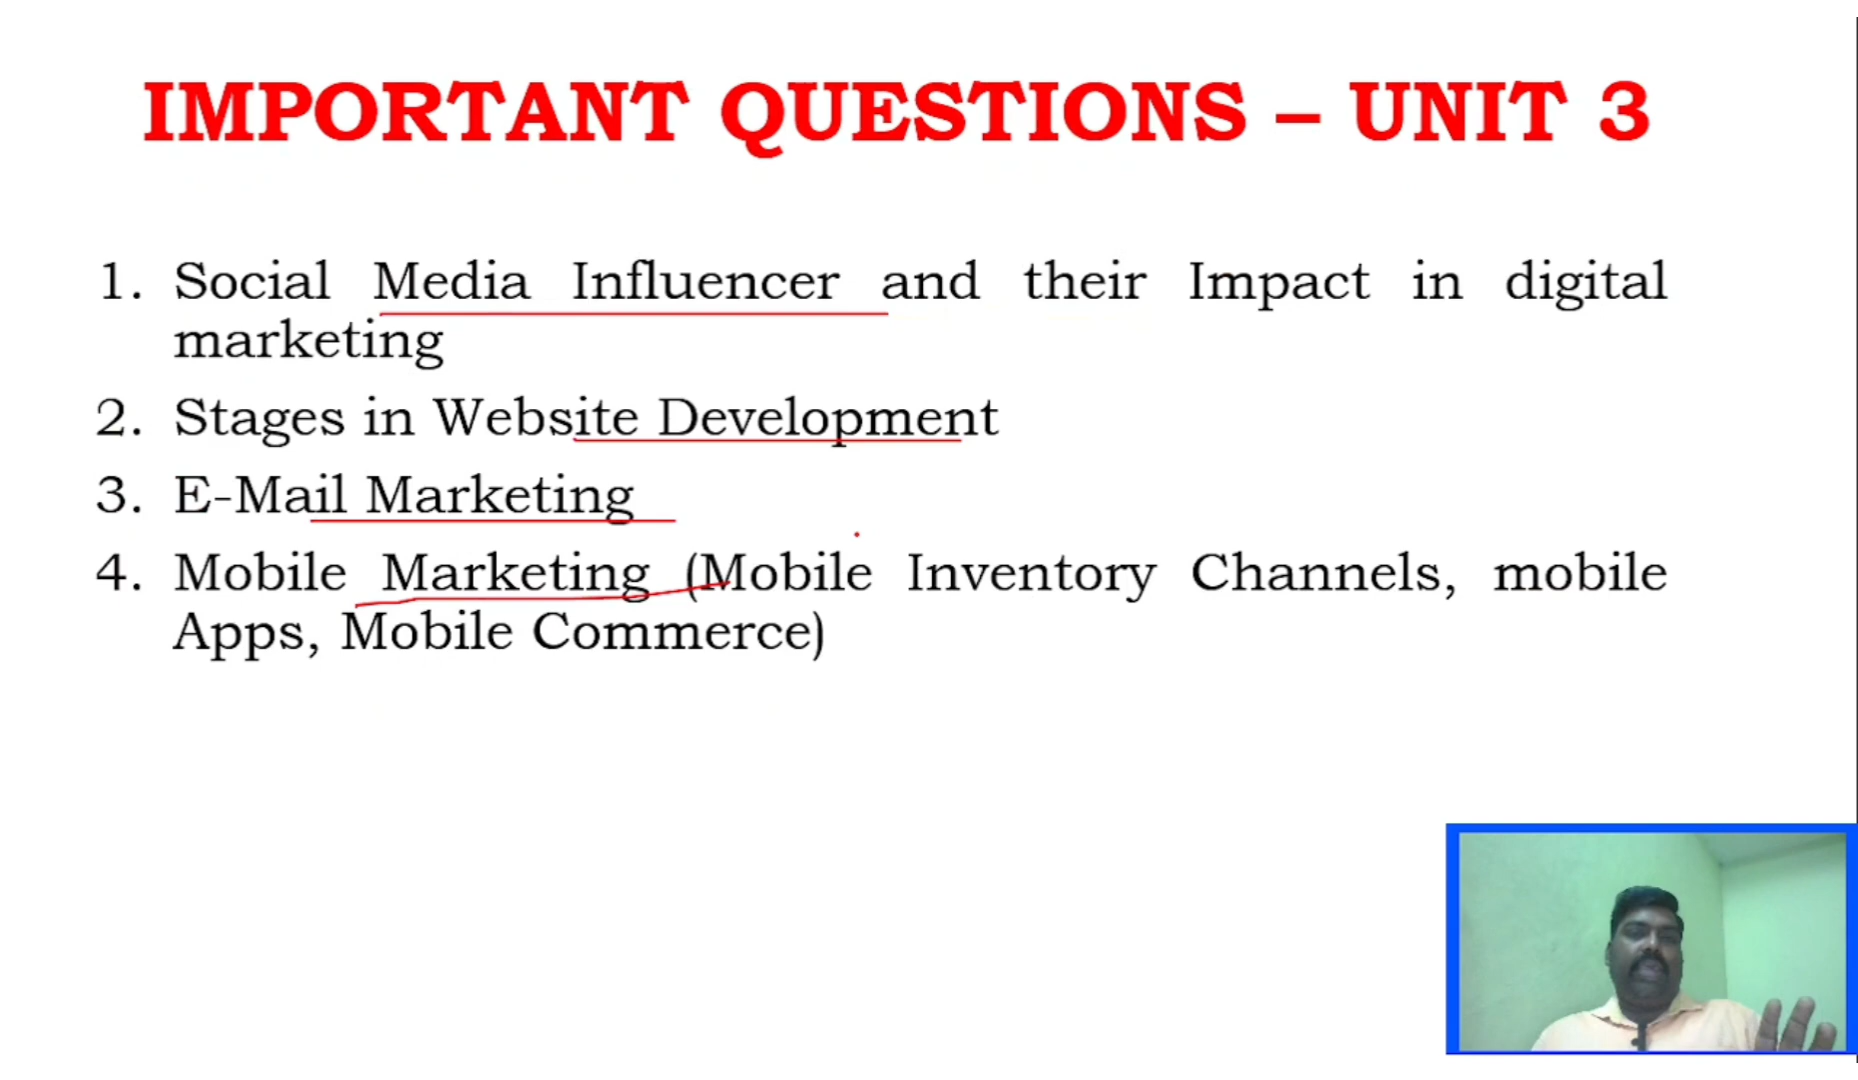 IMPORTANT QUESTIONS – UNIT 3
1. Social Media Influencer and their Impact in digital
marketing
2. Stages in Website Development
3. E-Mail Marketing
4. Mobile Marketing (Mobile Inventory Channels, mobile
Apps, Mobile Commerce)